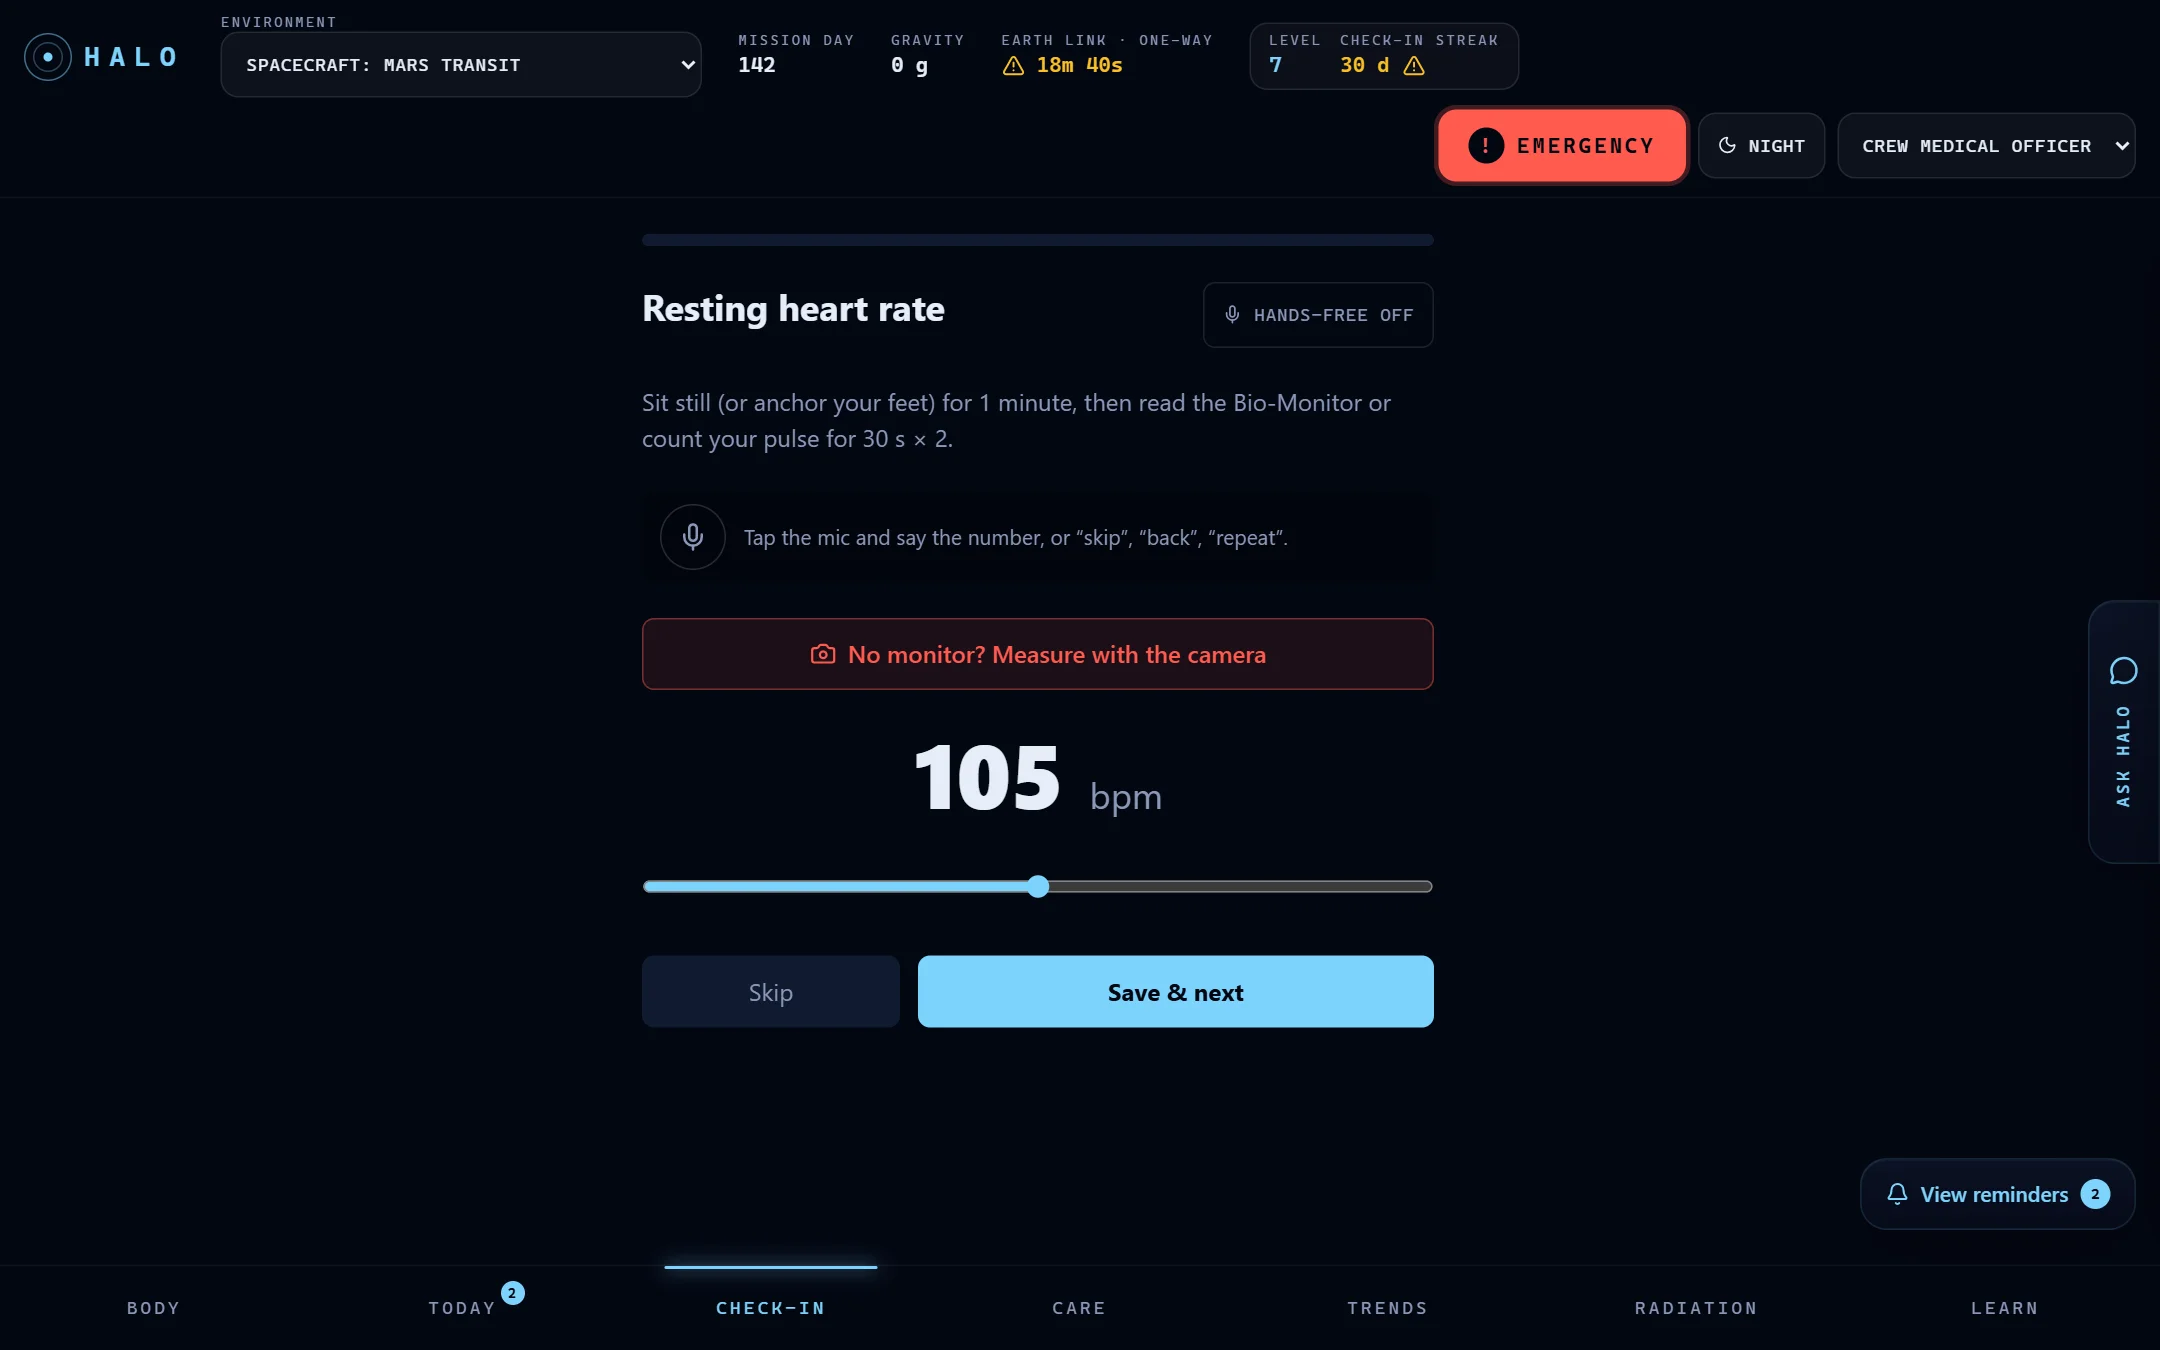 HALO
ENVIRONMENT
SPACECRAFT: MARS TRANSIT
MISSION DAY
142
GRAVITY
0 g
EARTH LINK · ONE-WAY
18m 40s
LEVEL
7
CHECK-IN STREAK
30 d
! EMERGENCY
NIGHT
CREW MEDICAL OFFICER
Resting heart rate
HANDS-FREE OFF
Sit still (or anchor your feet) for 1 minute, then read the Bio-Monitor or
count your pulse for 30 s × 2.
Tap the mic and say the number, or “skip”, “back”, “repeat”.
No monitor? Measure with the camera
105 bpm
Skip
Save & next
ASK HALO
View reminders 2
BODY
TODAY 2
CHECK-IN
CARE
TRENDS
RADIATION
LEARN